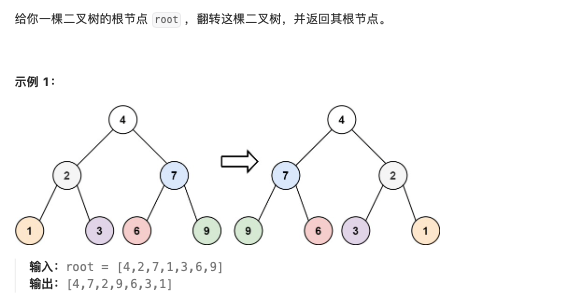 给你一棵二叉树的根节点 root ，翻转这棵二叉树，并返回其根节点。
示例 1：
4 4
2 7 7 2
1 3 6 9 9 6 3 1
输入：root = [4,2,7,1,3,6,9]
输出：[4,7,2,9,6,3,1]